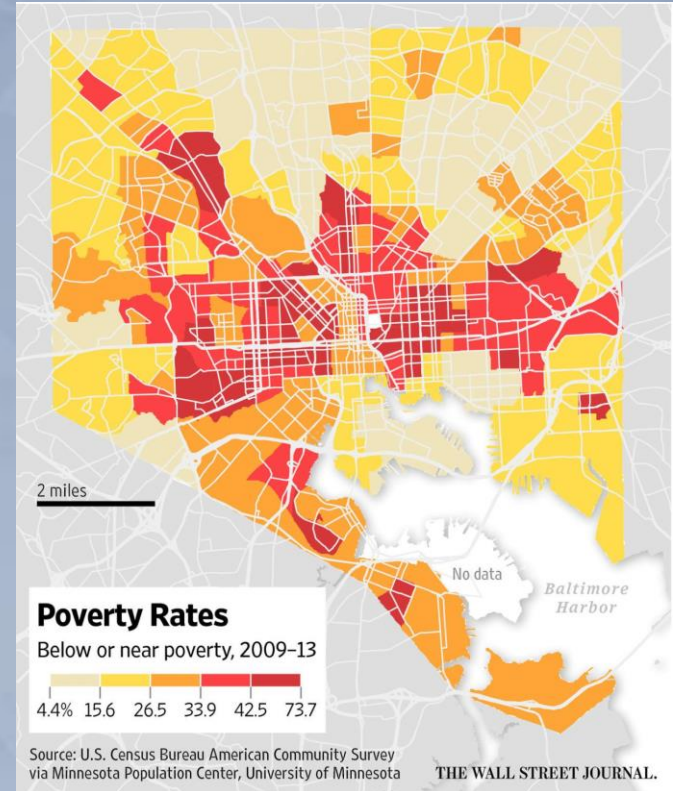 2 miles
No data
Baltimore
Harbor
Poverty Rates
Below or near poverty, 2009–13
4.4% 15.6 26.5 33.9 42.5 73.7
Source: U.S. Census Bureau American Community Survey
via Minnesota Population Center, University of Minnesota
THE WALL STREET JOURNAL.